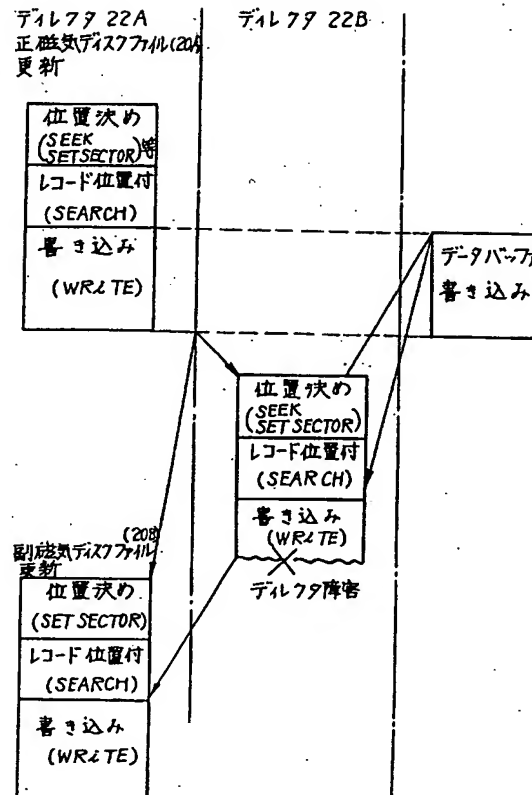 ディレクタ 22A
正磁気ディスクファイル(20A)
更新
位置決め
(SEEK
SETSECTOR)等
レコード位置付
(SEARCH)
書き込み
(WRiTE)
ディレクタ 22B
データバッファ
書き込み
位置決め
(SEEK
SETSECTOR)
レコード位置付
(SEARCH)
書き込み
(WRiTE)
ディレクタ障害
(20B)
副磁気ディスクファイル
更新
位置決め
(SETSECTOR)
レコード位置付
(SEARCH)
書き込み
(WRiTE)